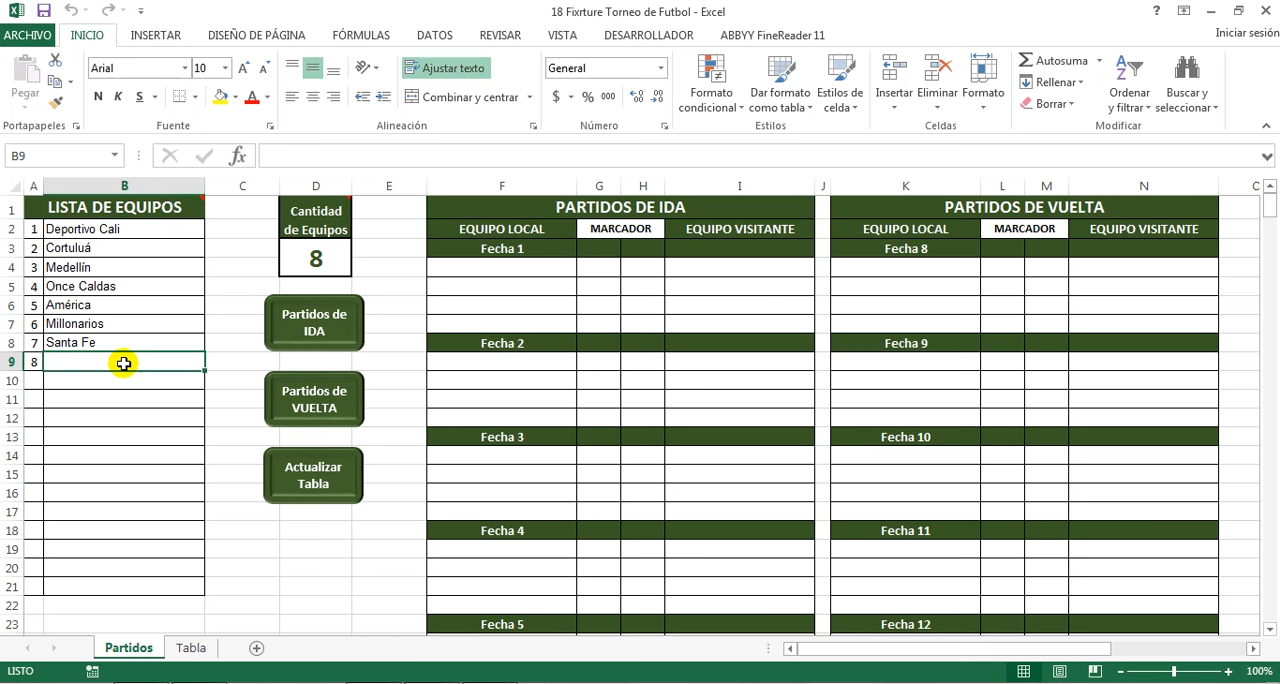 18 Fixrture Torneo de Futbol - Excel
ARCHIVO INICIO INSERTAR DISEÑO DE PÁGINA FÓRMULAS DATOS REVISAR VISTA DESARROLLADOR ABBYY FineReader 11 Iniciar sesión
Pegar
Portapapeles
Arial 10
N K S
Fuente
Ajustar texto
Combinar y centrar
Alineación
General
$ % 000
Número
Formato condicional
Dar formato como tabla
Estilos de celda
Estilos
Insertar Eliminar Formato
Celdas
Autosuma
Rellenar
Borrar
Ordenar y filtrar
Buscar y seleccionar
Modificar
B9 fx
A B C D E F G H I J K L M N
1 LISTA DE EQUIPOS Cantidad de Equipos PARTIDOS DE IDA PARTIDOS DE VUELTA
2 1 Deportivo Cali EQUIPO LOCAL MARCADOR EQUIPO VISITANTE EQUIPO LOCAL MARCADOR EQUIPO VISITANTE
3 2 Cortuluá 8 Fecha 1 Fecha 8
4 3 Medellín
5 4 Once Caldas
6 5 América Partidos de IDA
7 6 Millonarios
8 7 Santa Fe Fecha 2 Fecha 9
9 8
10
11 Partidos de VUELTA
12
13 Fecha 3 Fecha 10
14
15 Actualizar Tabla
16
17
18 Fecha 4 Fecha 11
19
20
21
22
23 Fecha 5 Fecha 12
Partidos Tabla
LISTO 100%